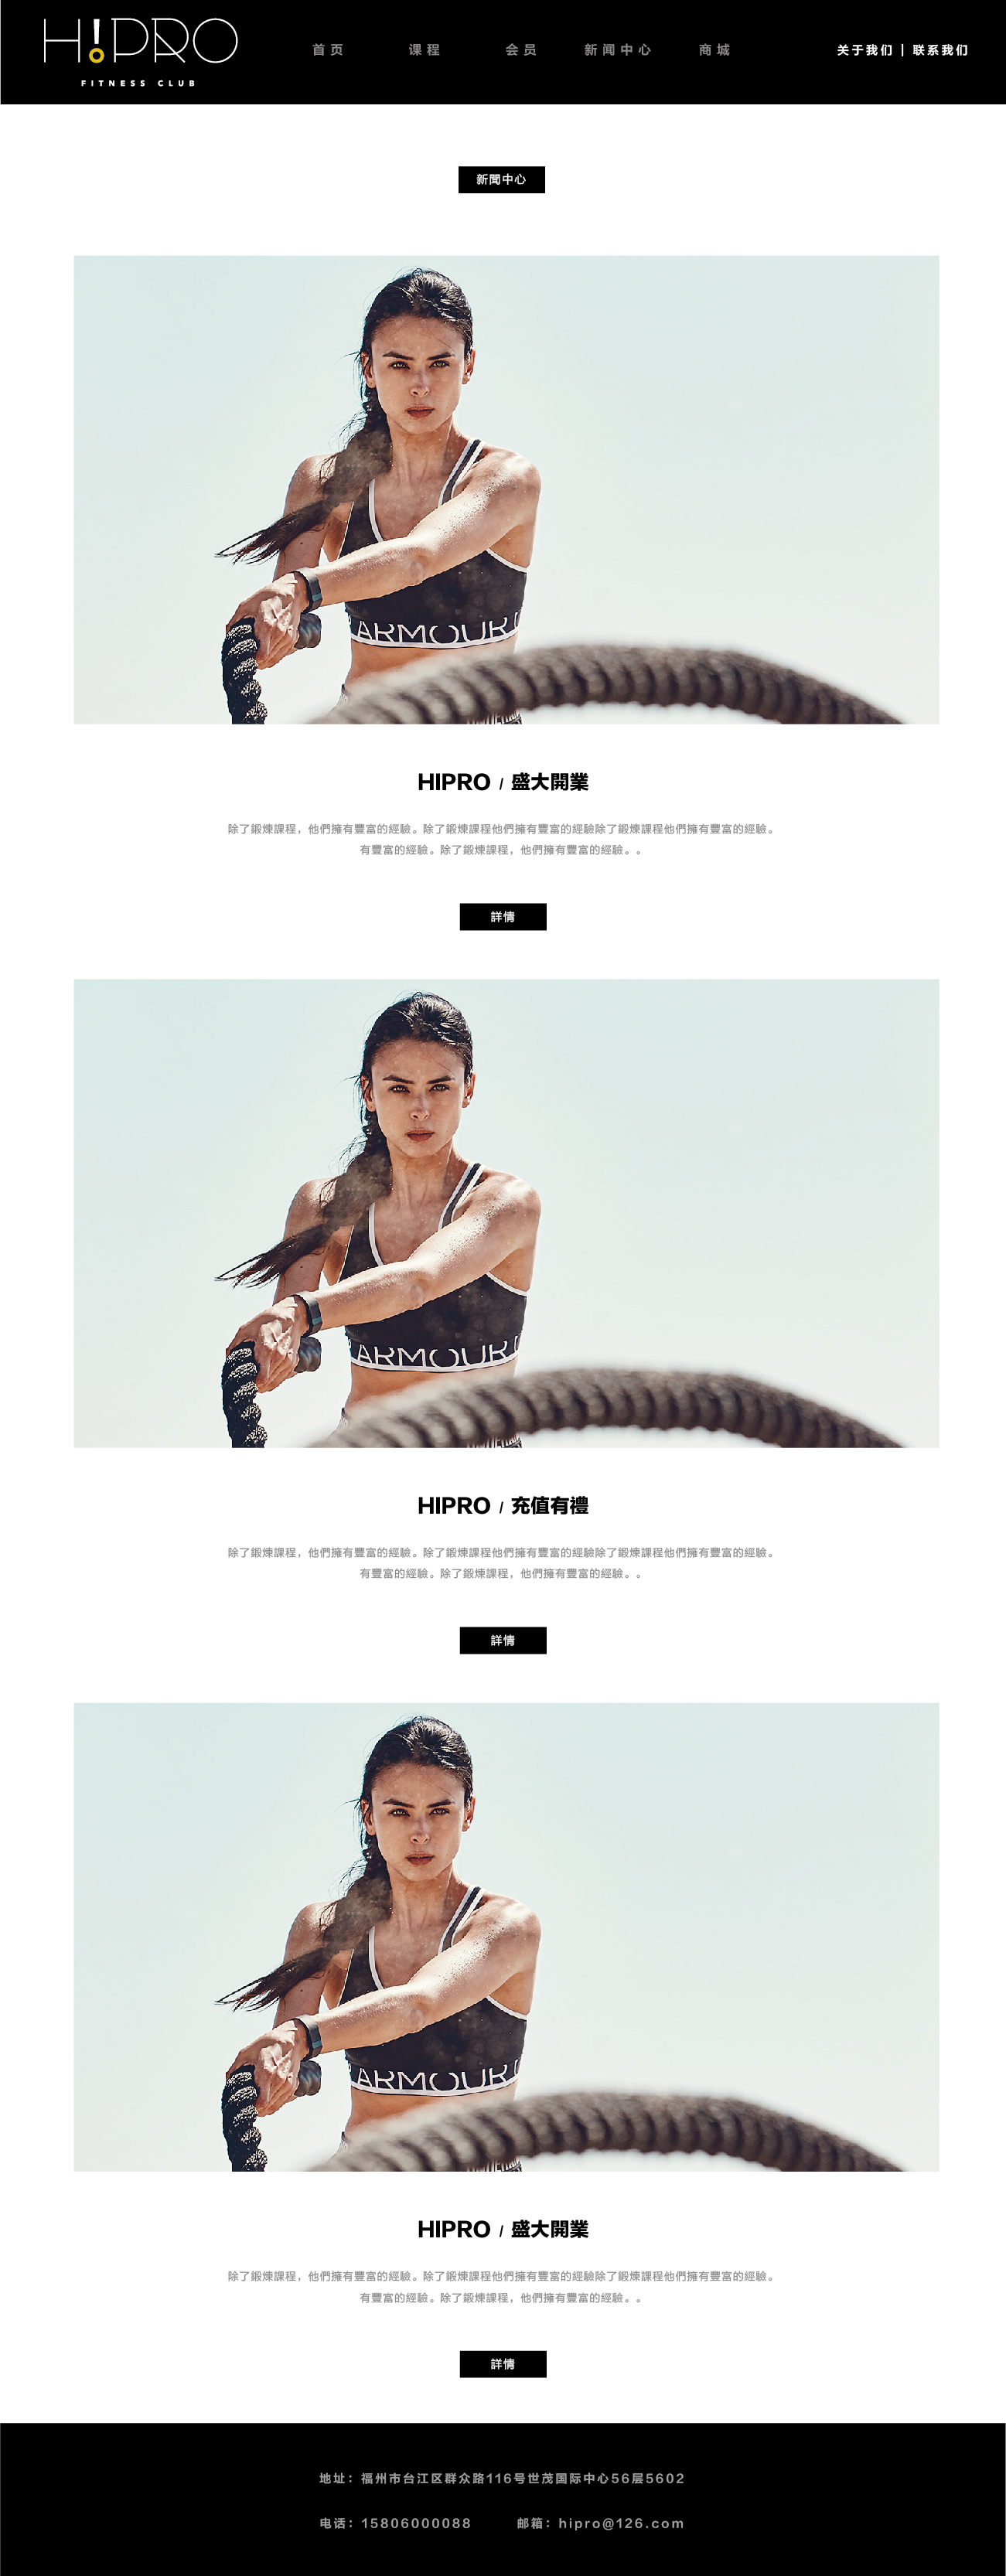 H!PRO
FITNESS CLUB
首页 课程 会员 新闻中心 商城 关于我们 | 联系我们
新聞中心
ARMOUR
HIPRO / 盛大開業
除了鍛煉課程，他們擁有豐富的經驗。除了鍛煉課程他們擁有豐富的經驗除了鍛煉課程他們擁有豐富的經驗。
有豐富的經驗。除了鍛煉課程，他們擁有豐富的經驗。。
詳情
ARMOUR
HIPRO / 充值有禮
除了鍛煉課程，他們擁有豐富的經驗。除了鍛煉課程他們擁有豐富的經驗除了鍛煉課程他們擁有豐富的經驗。
有豐富的經驗。除了鍛煉課程，他們擁有豐富的經驗。。
詳情
ARMOUR
HIPRO / 盛大開業
除了鍛煉課程，他們擁有豐富的經驗。除了鍛煉課程他們擁有豐富的經驗除了鍛煉課程他們擁有豐富的經驗。
有豐富的經驗。除了鍛煉課程，他們擁有豐富的經驗。。
詳情
地址：福州市台江区群众路116号世茂国际中心56层5602
电话：15806000088 邮箱：hipro@126.com